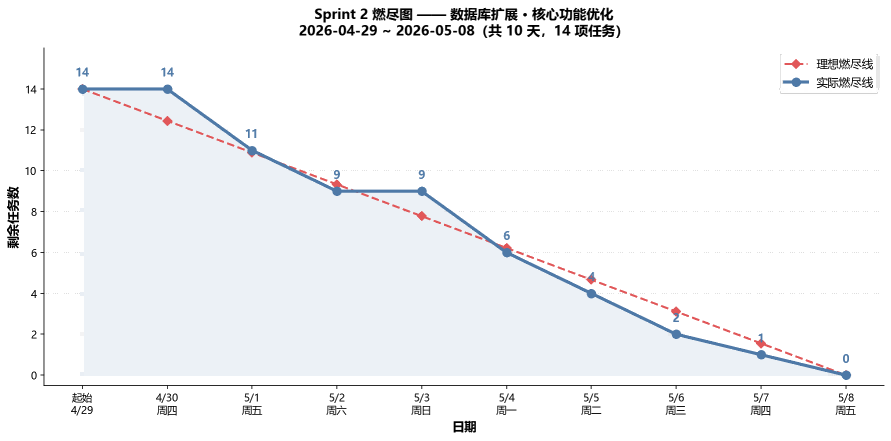 Sprint 2 燃尽图 —— 数据库扩展·核心功能优化
2026-04-29 ~ 2026-05-08（共 10 天，14 项任务）
理想燃尽线
实际燃尽线
剩余任务数
14
12
10
8
6
4
2
0
14
14
11
9
9
6
4
2
1
0
起始
4/29
4/30
周四
5/1
周五
5/2
周六
5/3
周日
5/4
周一
5/5
周二
5/6
周三
5/7
周四
5/8
周五
日期